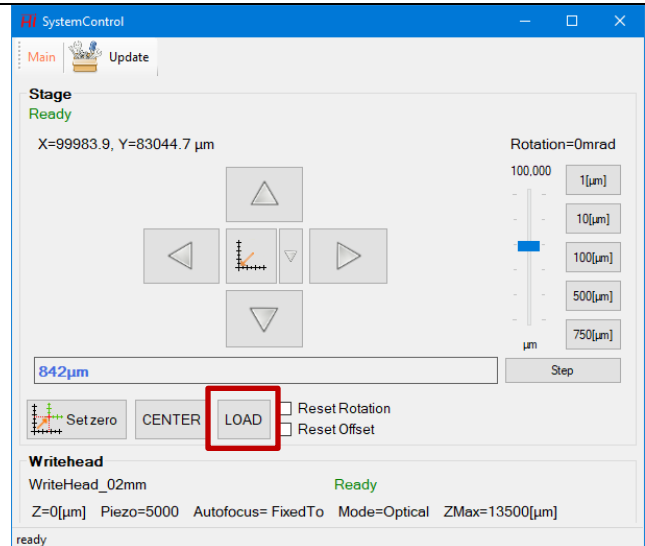 Hi SystemControl
Main Update
Stage
Ready
X=99983.9, Y=83044.7 µm Rotation=0mrad
100,000
1[µm]
10[µm]
100[µm]
500[µm]
750[µm]
µm
842µm Step
Set zero CENTER LOAD Reset Rotation
Reset Offset
Writehead
WriteHead_02mm Ready
Z=0[µm] Piezo=5000 Autofocus= FixedTo Mode=Optical ZMax=13500[µm]
ready